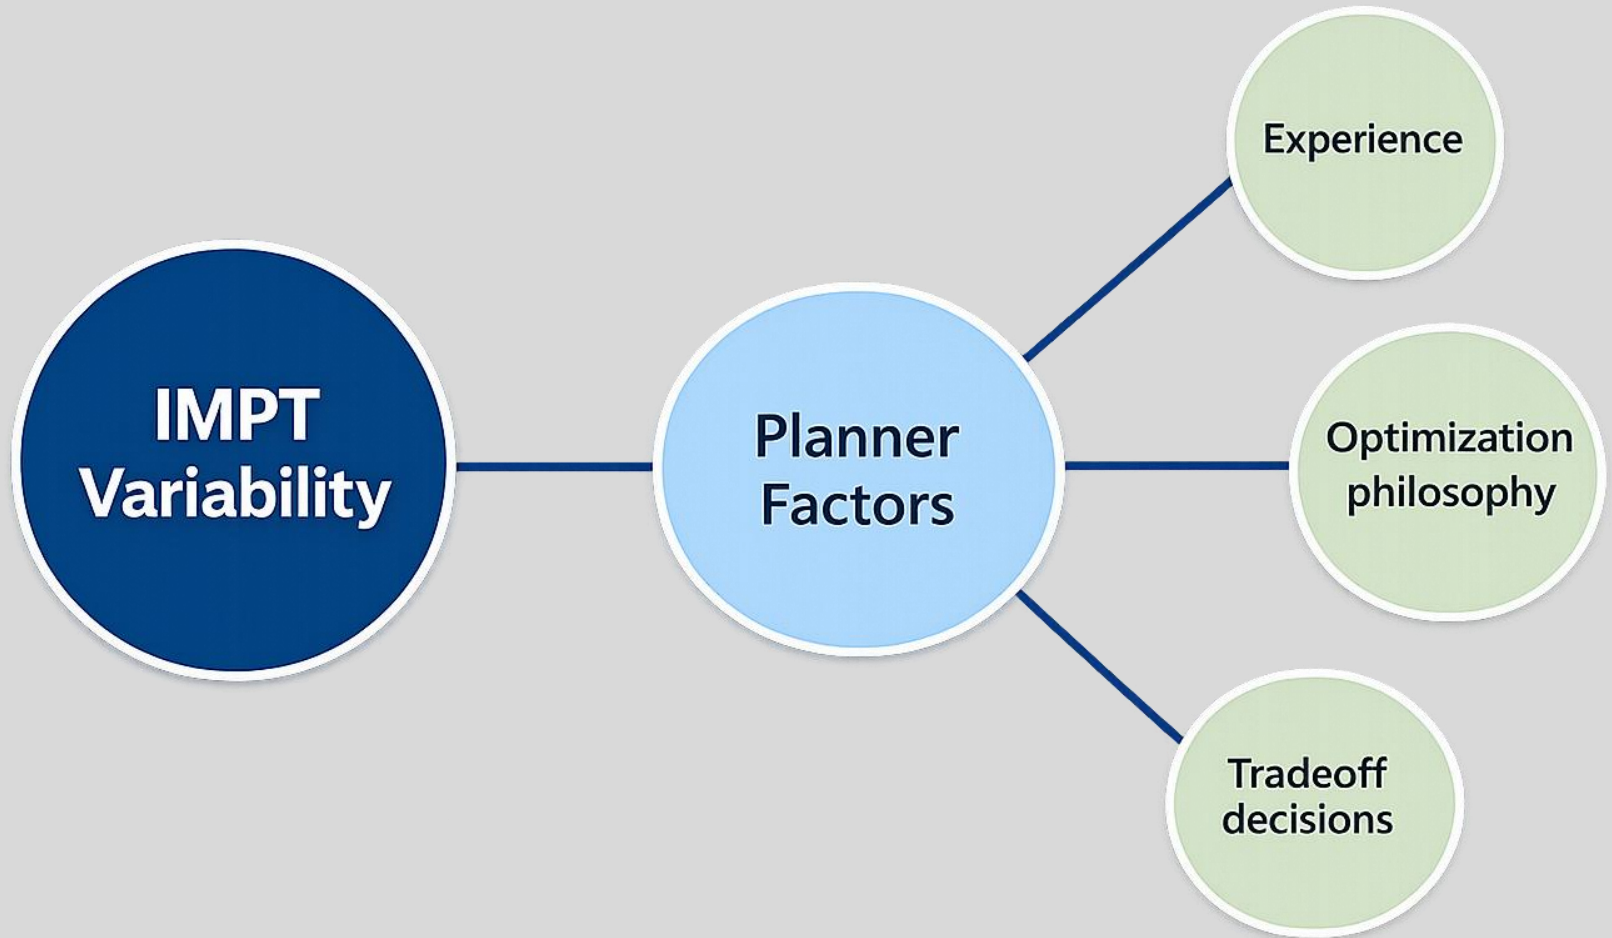 IMPT
Variability
Planner
Factors
Experience
Optimization
philosophy
Tradeoff
decisions